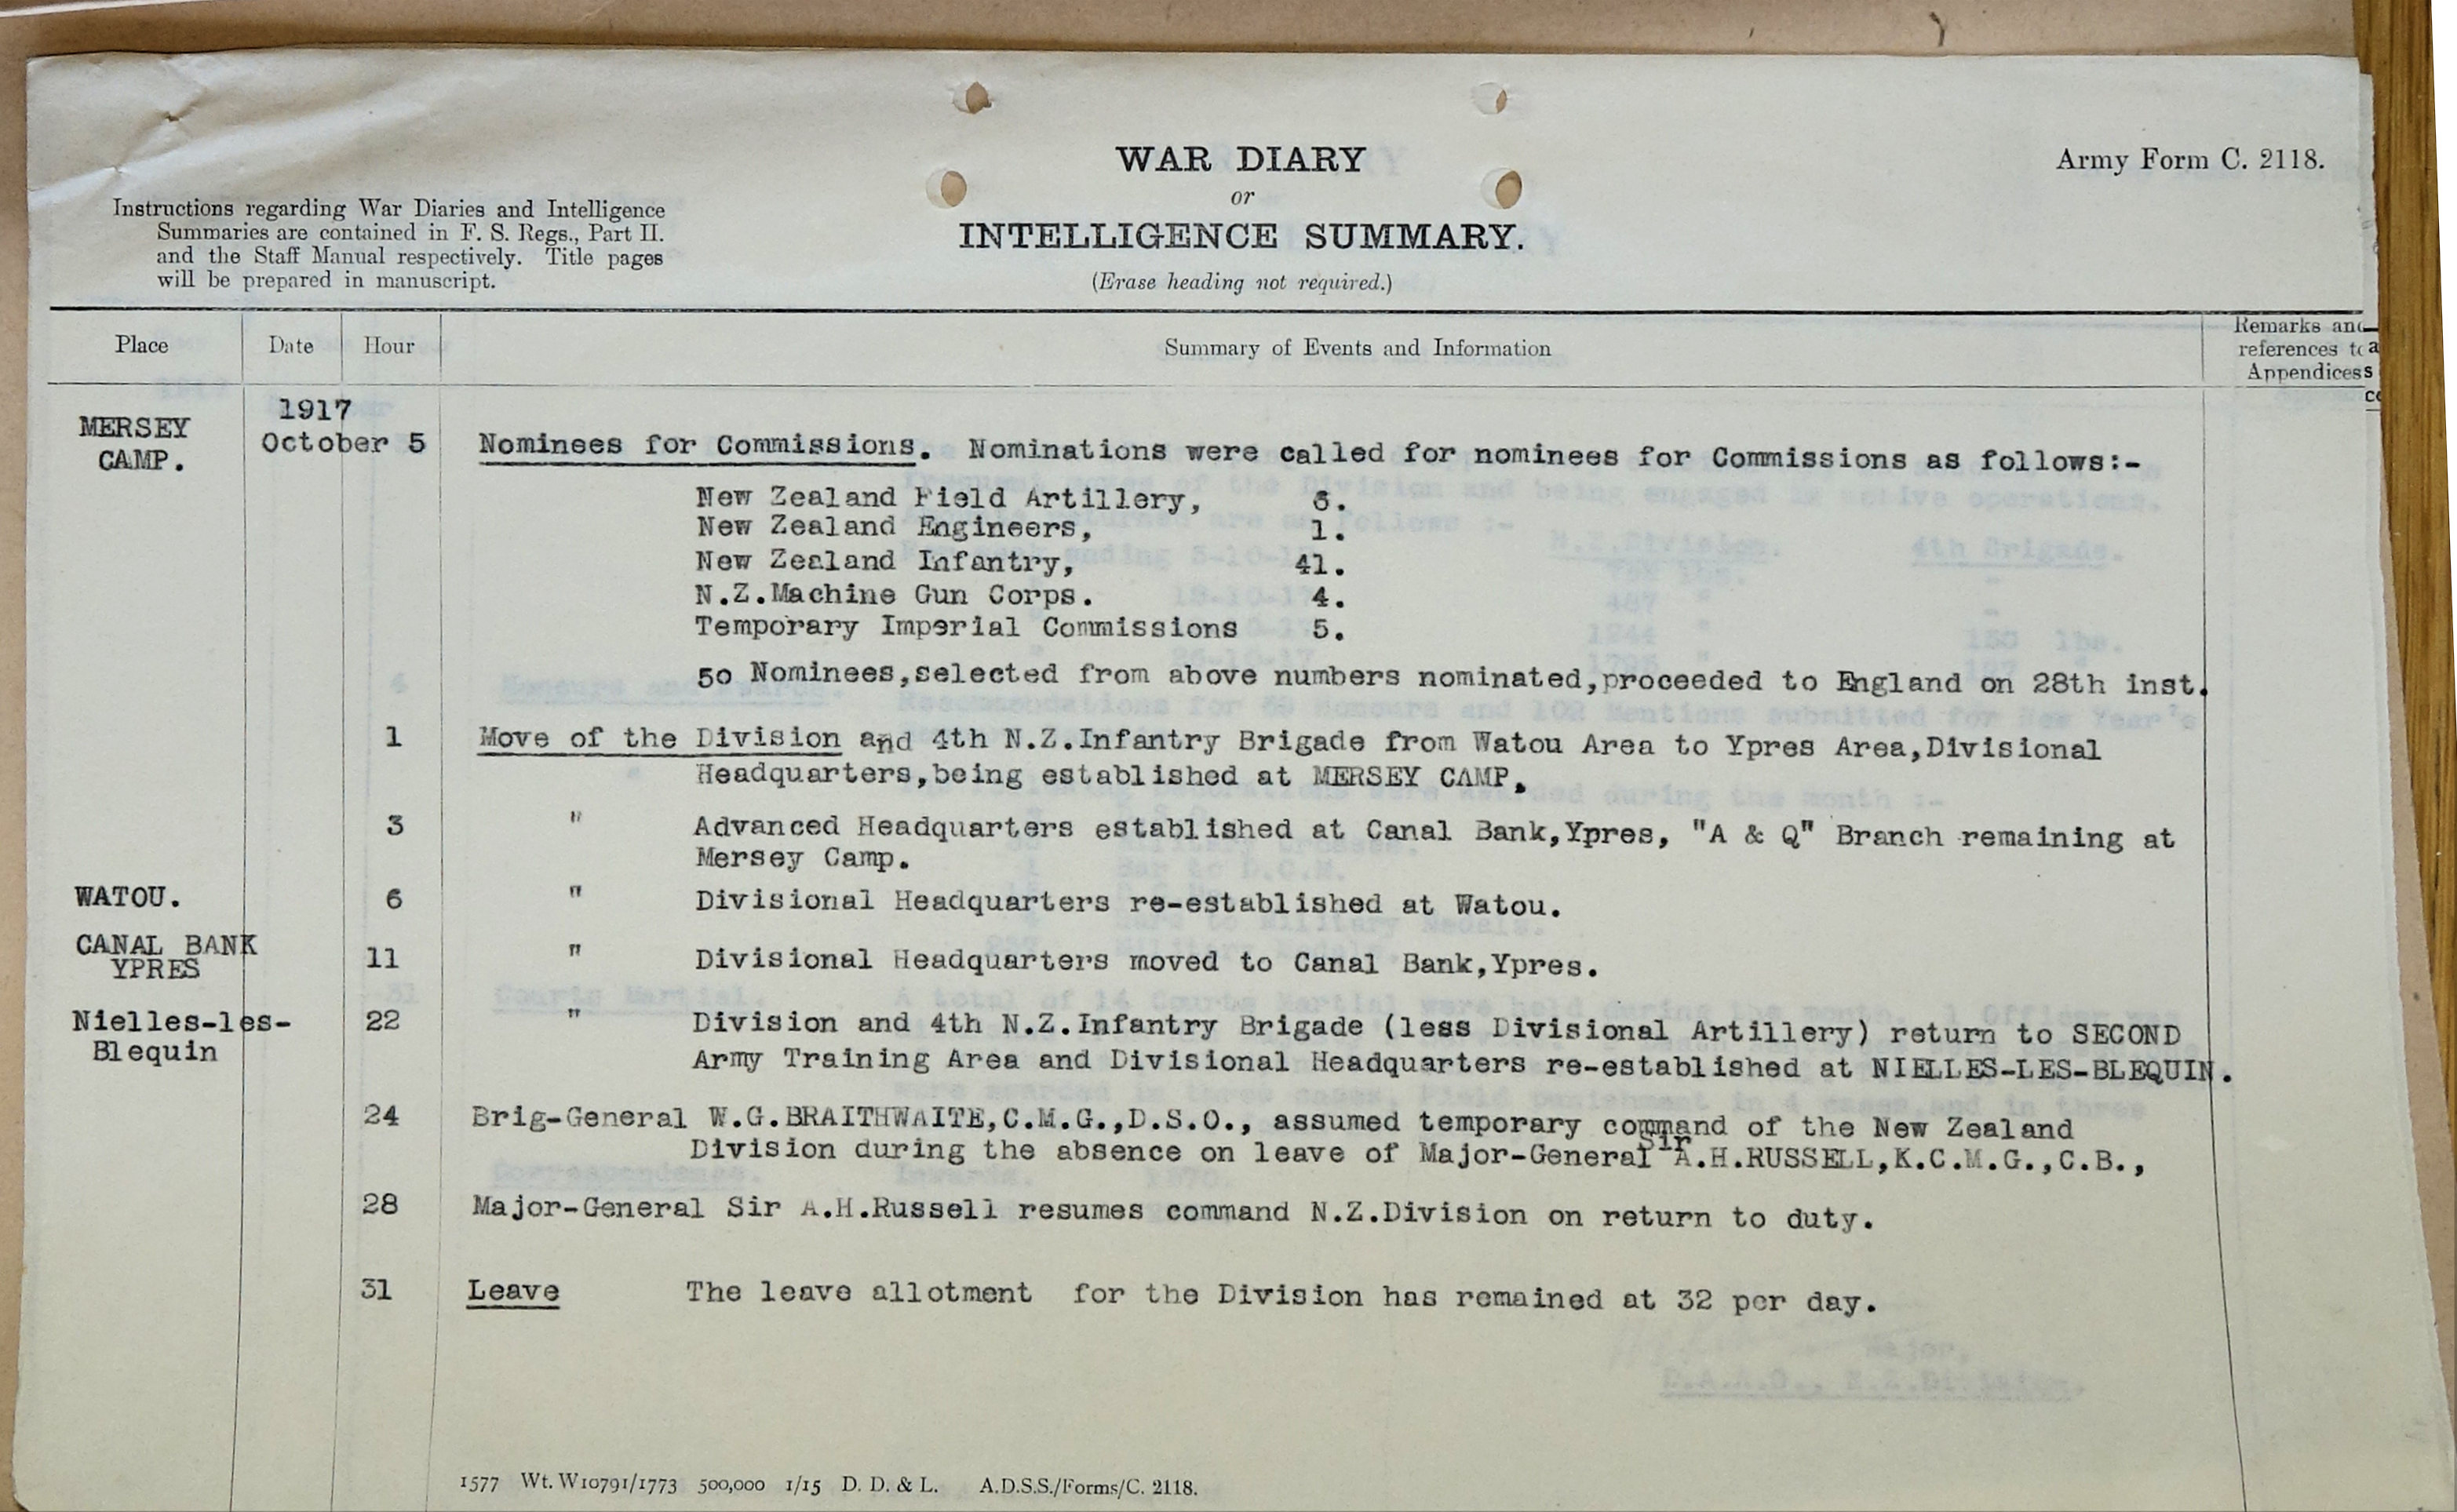 WAR DIARY
or
INTELLIGENCE SUMMARY.
(Erase heading not required.)
Army Form C. 2118.
Instructions regarding War Diaries and Intelligence
Summaries are contained in F. S. Regs., Part II.
and the Staff Manual respectively. Title pages
will be prepared in manuscript.
Place Date Hour Summary of Events and Information
Remarks and
references to
Appendices
MERSEY
CAMP.
1917
October 5 Nominees for Commissions. Nominations were called for nominees for Commissions as follows:-
New Zealand Field Artillery, 6.
New Zealand Engineers, 1.
New Zealand Infantry, 41.
N.Z.Machine Gun Corps. 4.
Temporary Imperial Commissions 5.
50 Nominees,selected from above numbers nominated,proceeded to England on 28th inst.
1 Move of the Division and 4th N.Z.Infantry Brigade from Watou Area to Ypres Area,Divisional
Headquarters,being established at MERSEY CAMP.
3 " Advanced Headquarters established at Canal Bank,Ypres, "A & Q" Branch remaining at
Mersey Camp.
WATOU. 6 " Divisional Headquarters re-established at Watou.
CANAL BANK
YPRES
11 " Divisional Headquarters moved to Canal Bank,Ypres.
Nielles-les-
Blequin
22 " Division and 4th N.Z.Infantry Brigade (less Divisional Artillery) return to SECOND
Army Training Area and Divisional Headquarters re-established at NIELLES-LES-BLEQUIN.
24 Brig-General W.G.BRAITHWAITE,C.M.G.,D.S.O., assumed temporary command of the New Zealand
Division during the absence on leave of Major-General Sir A.H.RUSSELL,K.C.M.G.,C.B.,
28 Major-General Sir A.H.Russell resumes command N.Z.Division on return to duty.
31 Leave The leave allotment for the Division has remained at 32 per day.
1577 Wt. W10791/1773 500,000 1/15 D. D. & L. A.D.S.S./Forms/C. 2118.